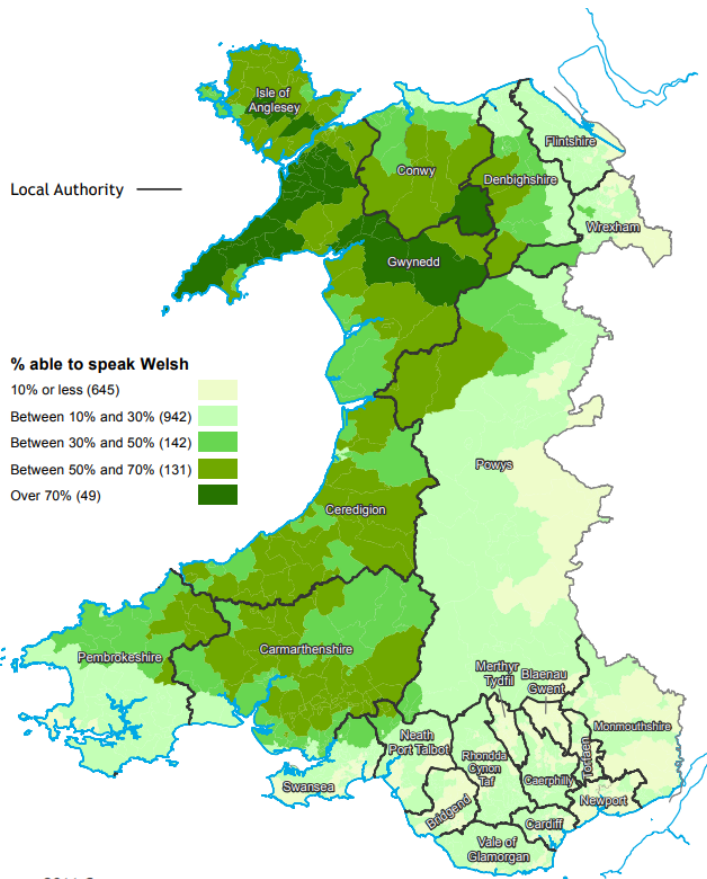 Isle of
Anglesey
Flintshire
Conwy
Denbighshire
Local Authority
Wrexham
Gwynedd
% able to speak Welsh
10% or less (645)
Between 10% and 30% (942)
Between 30% and 50% (142)
Between 50% and 70% (131)
Over 70% (49)
Powys
Ceredigion
Carmarthenshire
Pembrokeshire
Merthyr
Tydfil
Blaenau
Gwent
Monmouthshire
Neath
Port Talbot
Rhondda
Cynon
Taf
Torfaen
Caerphilly
Swansea
Bridgend
Newport
Cardiff
Vale of
Glamorgan